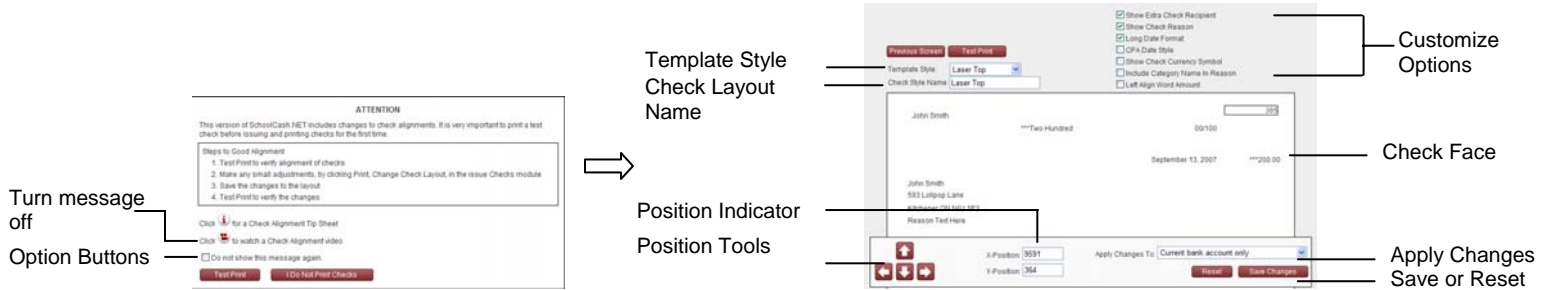 Turn message
off
Option Buttons
ATTENTION
This version of SchoolCash.NET includes changes to check alignments. It is very important to print a test
check before issuing and printing checks for the first time.
Steps to Good Alignment
1. Test Print to verify alignment of checks
2. Make any small adjustments, by clicking Print, Change Check Layout, in the issue Checks module
3. Save the changes to the layout
4. Test Print to verify the changes
Click for a Check Alignment Tip Sheet
Click to watch a Check Alignment video
Do not show this message again.
Test Print I Do Not Print Checks
Template Style
Check Layout
Name
Position Indicator
Position Tools
Previous Screen Test Print
Template Style Laser Top
Check Style Name Laser Top
Show Extra Check Recipient
Show Check Reason
Long Date Format
CPA Date Style
Show Check Currency Symbol
Include Category Name In Reason
Left Align Word Amount
385
John Smith
***Two Hundred 00/100
September 13, 2007 ***200.00
John Smith
593 Lolipop Lane
Kitchener ON
Reason Text Here
X-Position 9591
Y-Position 364
Apply Changes To Current bank account only
Reset Save Changes
Customize
Options
Check Face
Apply Changes
Save or Reset